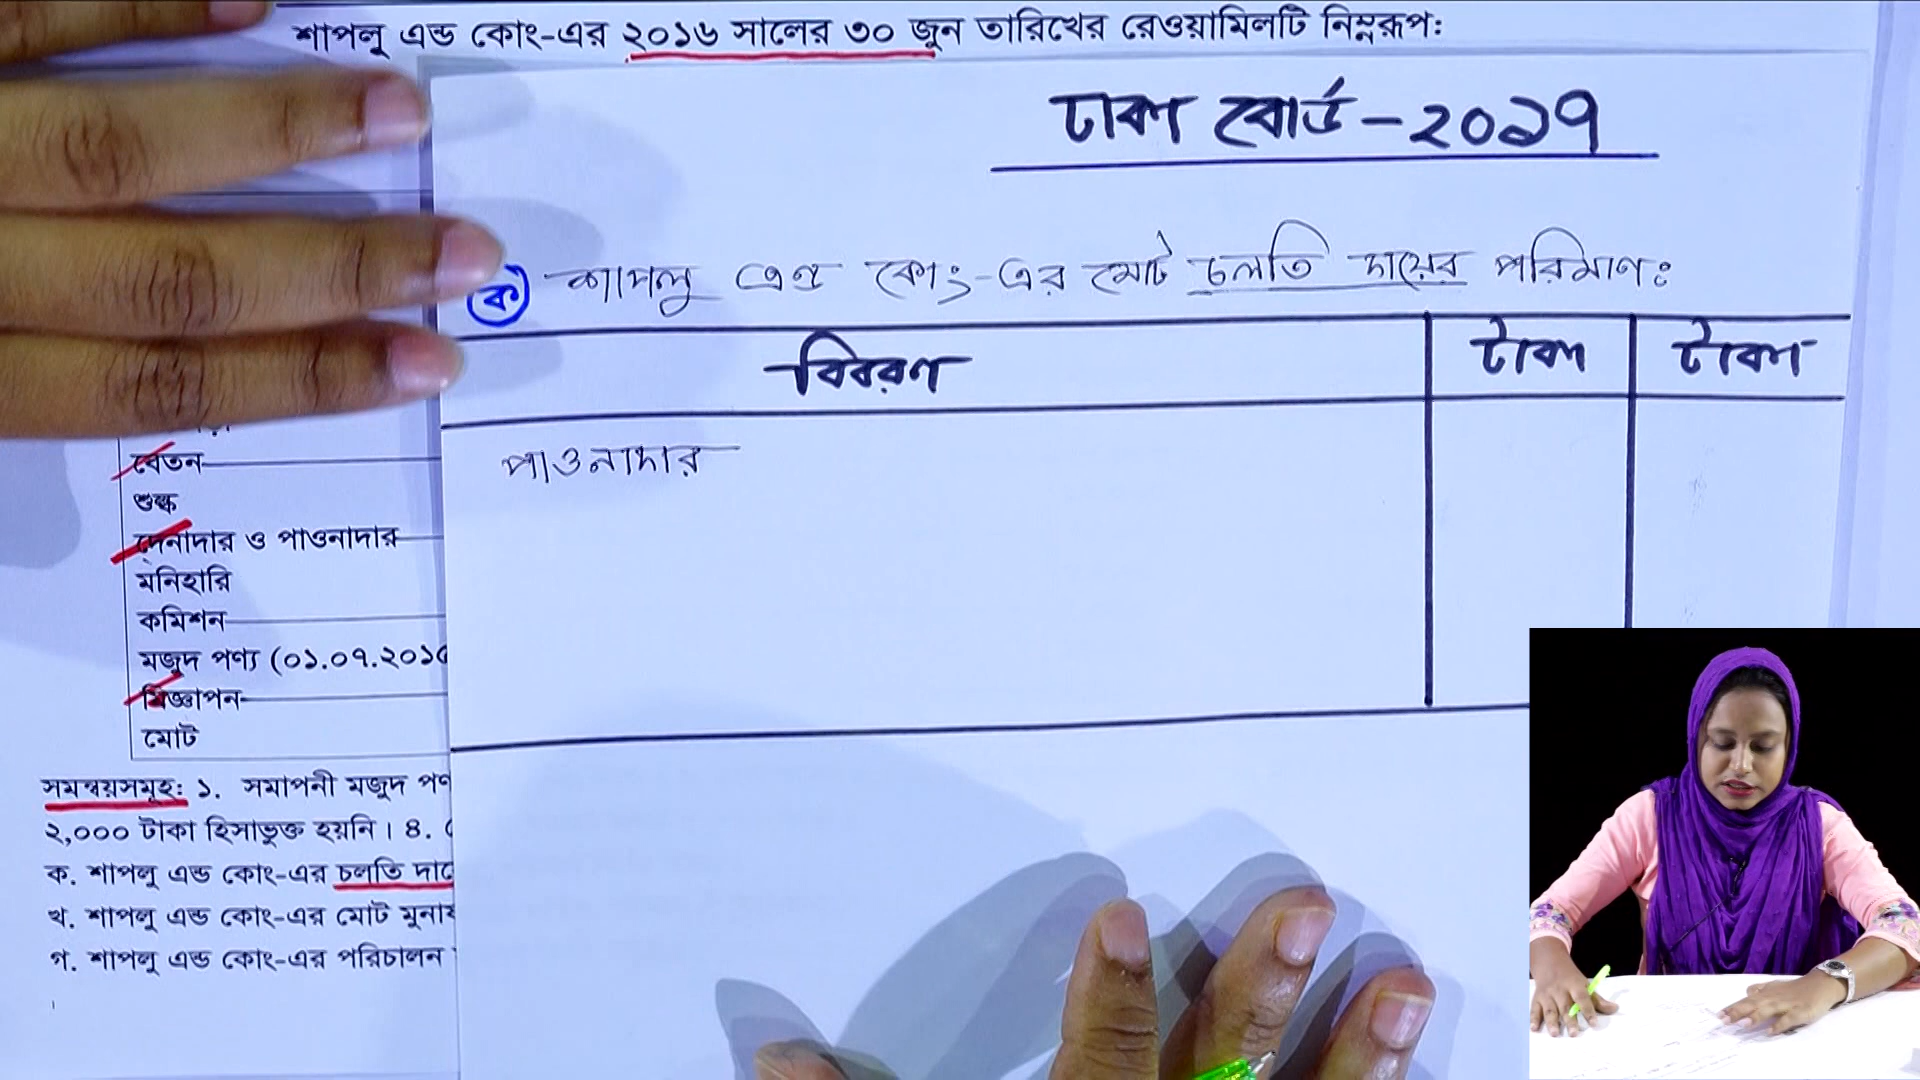 শাপলু এন্ড কোং-এর ২০১৬ সালের ৩০ জুন তারিখের রেওয়ামিলটি নিম্নরূপ:
ঢাকা বোর্ড-২০১৭
ক শাপলু এন্ড কোং-এর মোট চলতি দায়ের পরিমাণঃ
বিবরণ টাকা টাকা
পাওনাদার
বেতন
শুল্ক
দেনাদার ও পাওনাদার
মনিহারি
কমিশন
মজুদ পণ্য (০১.০৭.২০১৫
বিজ্ঞাপন
মোট
সমন্বয়সমূহ: ১. সমাপনী মজুদ
২,০০০ টাকা হিসাভুক্ত হয়নি। ৪.
ক. শাপলু এন্ড কোং-এর চলতি
খ. শাপলু এন্ড কোং-এর মোট
গ. শাপলু এন্ড কোং-এর পরিচালন